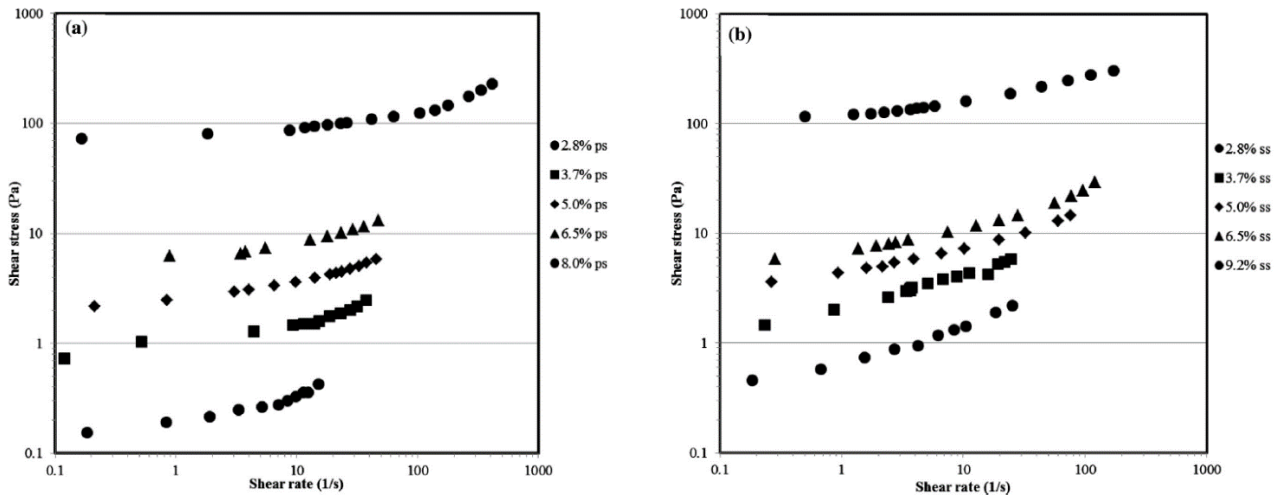 (a)
1000
100
10
1
0.1
Shear stress (Pa)
0.1 1 10 100 1000
Shear rate (1/s)
2.8% ps
3.7% ps
5.0% ps
6.5% ps
8.0% ps
(b)
1000
100
10
1
0.1
Shear stress (Pa)
0.1 1 10 100 1000
Shear rate (1/s)
2.8% ss
3.7% ss
5.0% ss
6.5% ss
9.2% ss